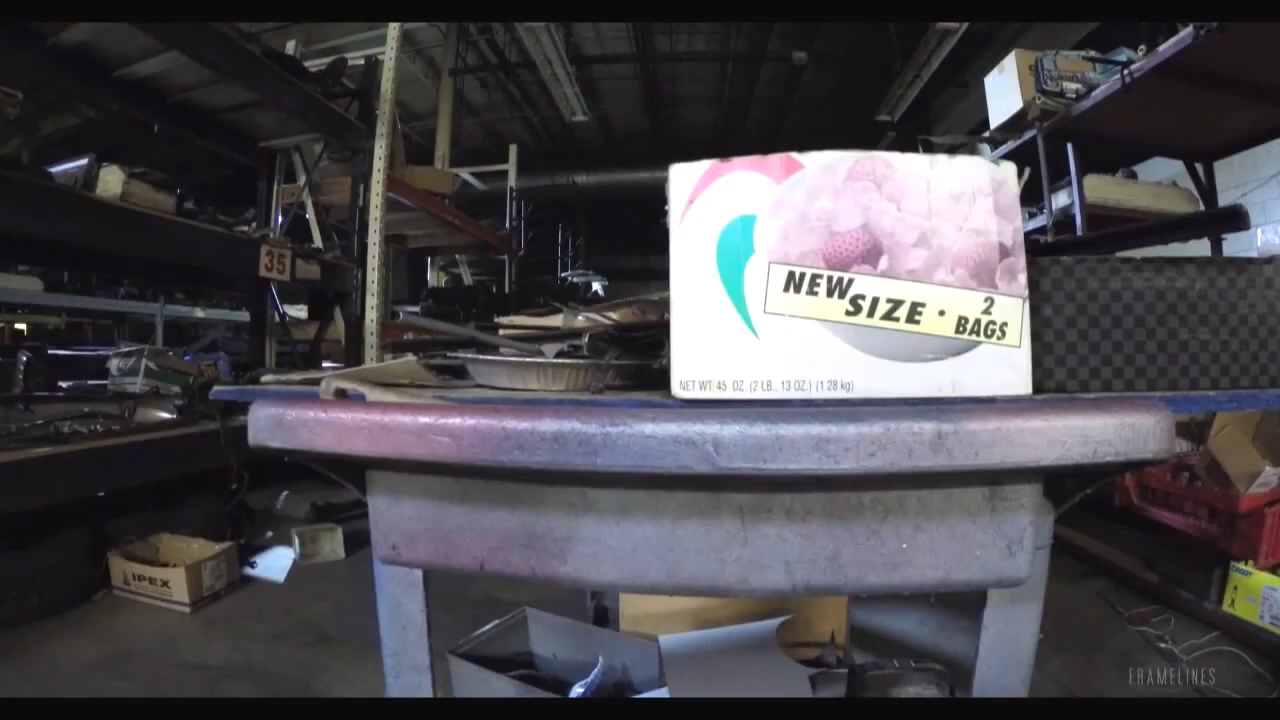 35
NEW
SIZE · 2
BAGS
NET WT 45 OZ. (2 LB., 13 OZ.) (1.28 kg)
IPEX
FRAMELINES